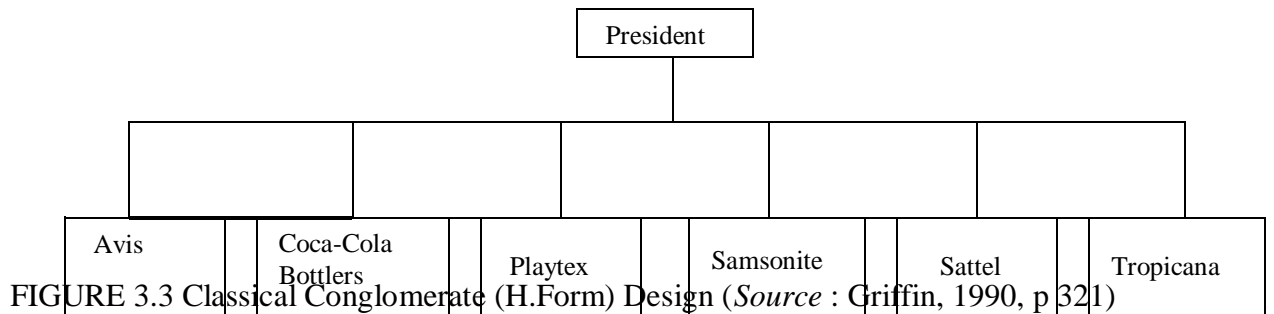 President
Avis
Coca-Cola
Bottlers
Playtex
Samsonite
Sattel
Tropicana
FIGURE 3.3 Classical Conglomerate (H.Form) Design (Source : Griffin, 1990, p 321)